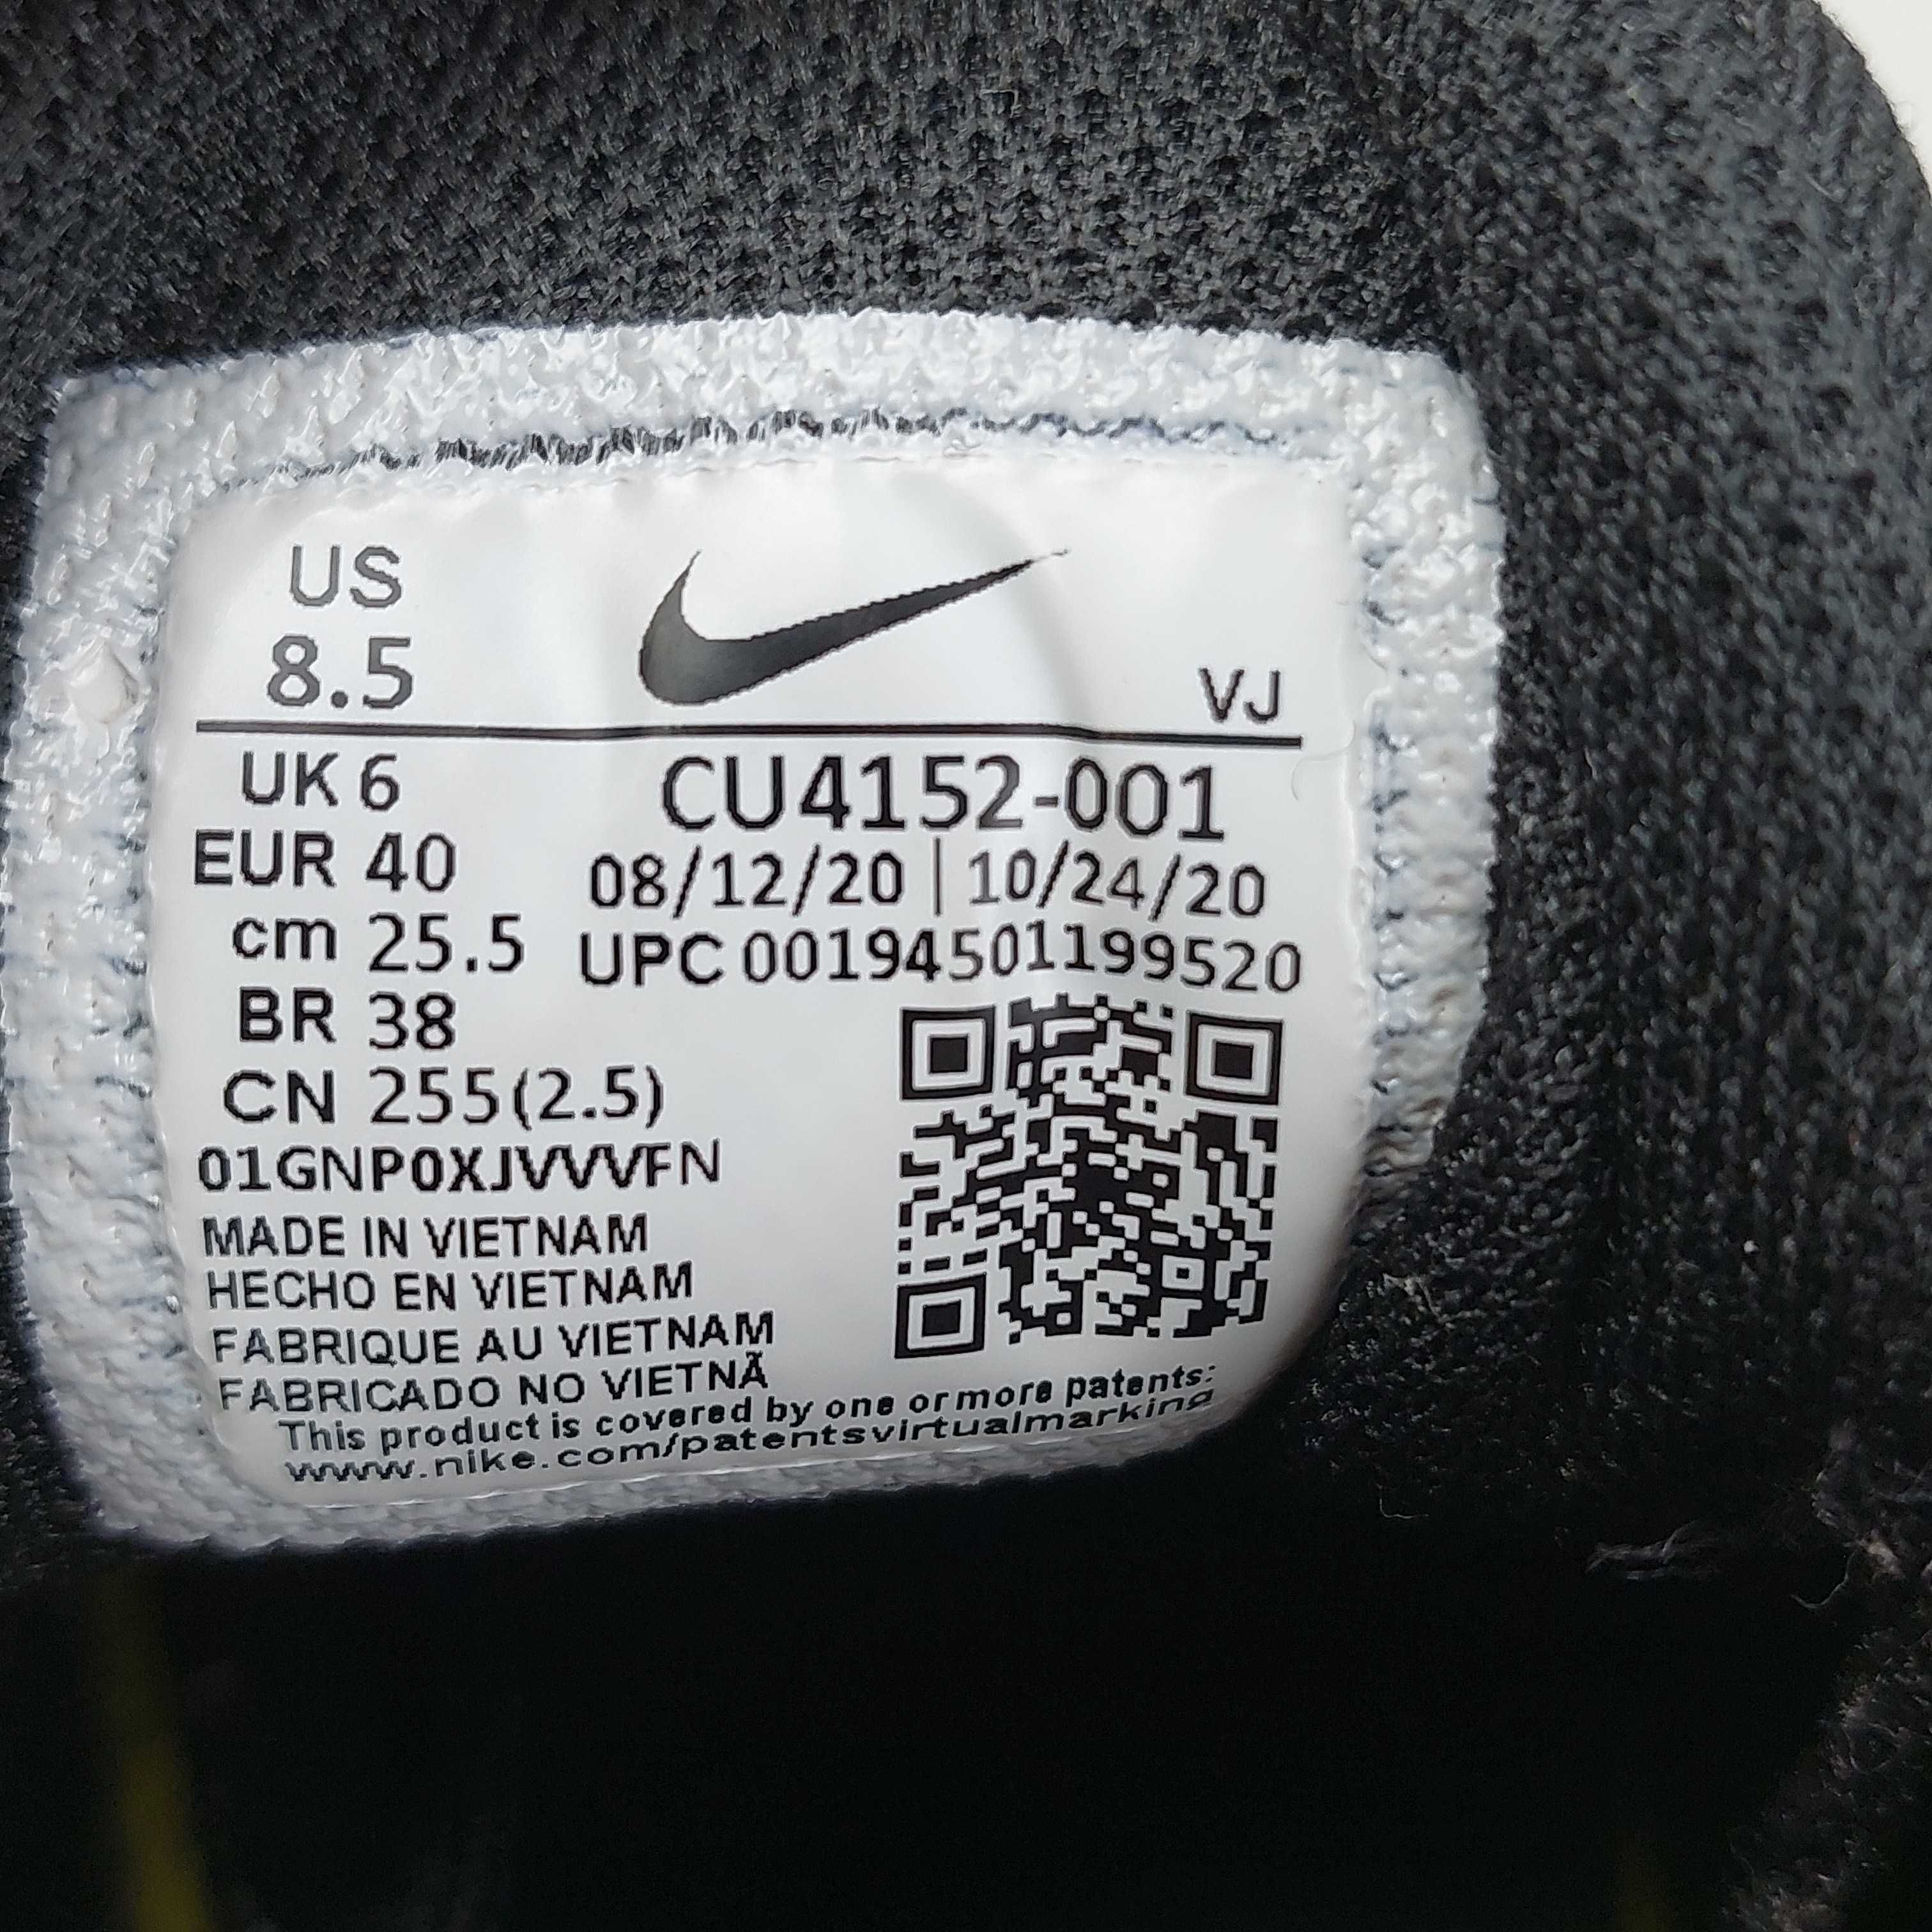 US
8.5
VJ
UK 6
EUR 40
cm 25.5
BR 38
CN 255(2.5)
CU4152-001
08/12/20 | 10/24/20
UPC 00194501199520
01GNP0XJVVVFN
MADE IN VIETNAM
HECHO EN VIETNAM
FABRIQUE AU VIETNAM
FABRICADO NO VIETNÃ
This product is covered by one or more patents:
www.nike.com/patentsvirtualmarking